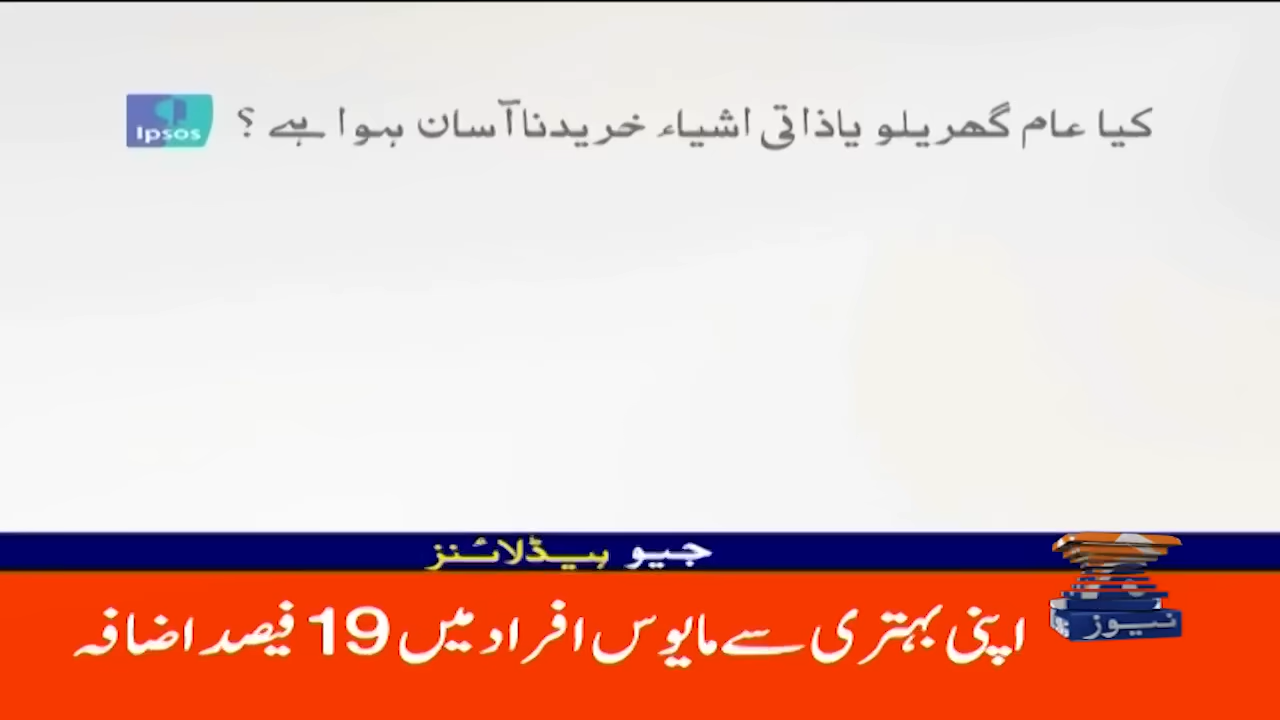 کیا عام گھریلو یا ذاتی اشیاء خریدنا آسان ہوا ہے ؟
Ipsos
جیو ہیڈلائنز
نیوز
اپنی بہتری سے مایوس افراد میں 19 فیصد اضافہ